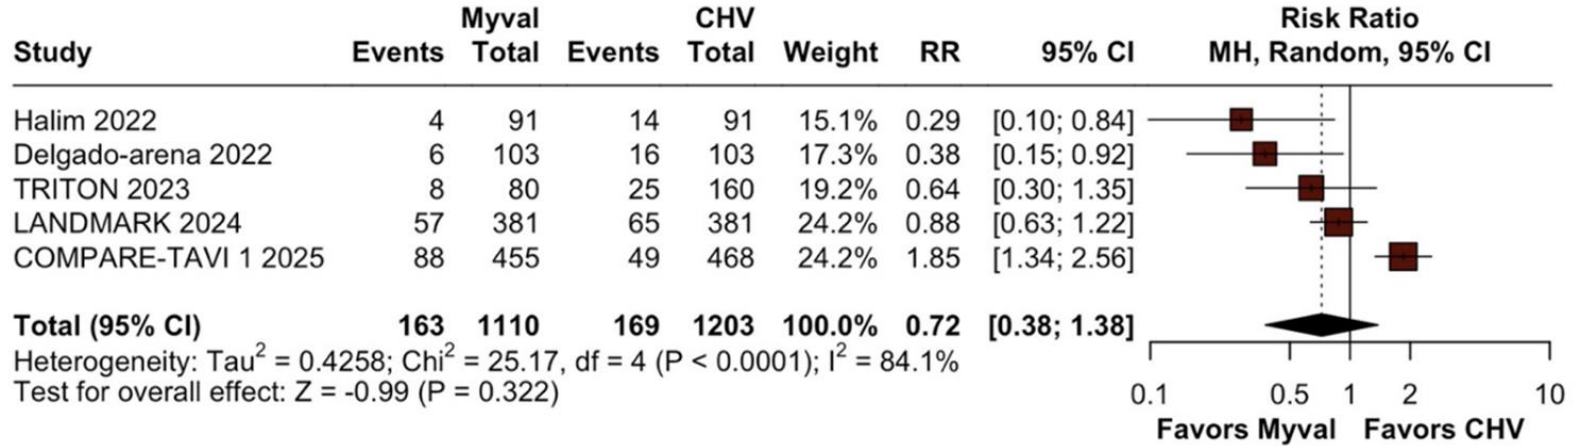 Myval CHV Risk Ratio
Study Events Total Events Total Weight RR 95% CI MH, Random, 95% CI
Halim 2022 4 91 14 91 15.1% 0.29 [0.10; 0.84]
Delgado-arena 2022 6 103 16 103 17.3% 0.38 [0.15; 0.92]
TRITON 2023 8 80 25 160 19.2% 0.64 [0.30; 1.35]
LANDMARK 2024 57 381 65 381 24.2% 0.88 [0.63; 1.22]
COMPARE-TAVI 1 2025 88 455 49 468 24.2% 1.85 [1.34; 2.56]
Total (95% CI) 163 1110 169 1203 100.0% 0.72 [0.38; 1.38]
Heterogeneity: Tau² = 0.4258; Chi² = 25.17, df = 4 (P < 0.0001); I² = 84.1%
Test for overall effect: Z = -0.99 (P = 0.322)
0.1 0.5 1 2 10
Favors Myval Favors CHV